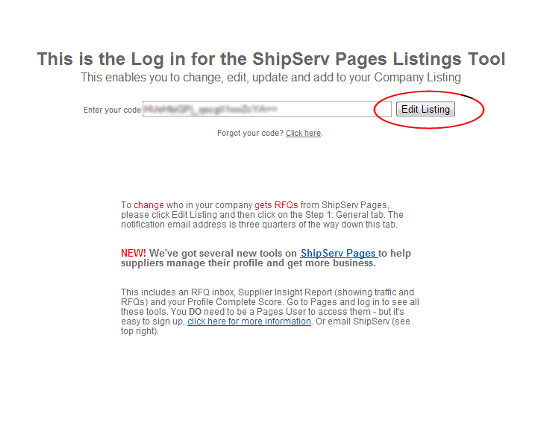 This is the Log in for the ShipServ Pages Listings Tool
This enables you to change, edit, update and add to your Company Listing
Enter your code
Edit Listing
Forgot your code? Click here.
To change who in your company gets RFQs from ShipServ Pages,
please click Edit Listing and then click on the Step 1: General tab. The
notification email address is three quarters of the way down this tab.
NEW! We've got several new tools on ShipServ Pages to help
suppliers manage their profile and get more business.
This includes an RFQ inbox, Supplier Insight Report (showing traffic and
RFQs) and your Profile Complete Score. Go to Pages and log in to see all
these tools. You DO need to be a Pages User to access them - but it's
easy to sign up, click here for more information. Or email ShipServ (see
top right).